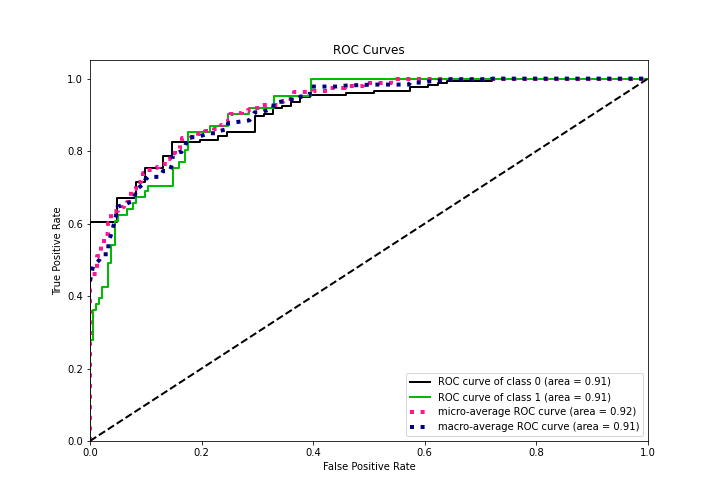 ROC Curves
1.0
0.8
0.6
0.4
0.2
0.0
True Positive Rate
ROC curve of class 0 (area = 0.91)
ROC curve of class 1 (area = 0.91)
micro-average ROC curve (area = 0.92)
macro-average ROC curve (area = 0.91)
0.0 0.2 0.4 0.6 0.8 1.0
False Positive Rate